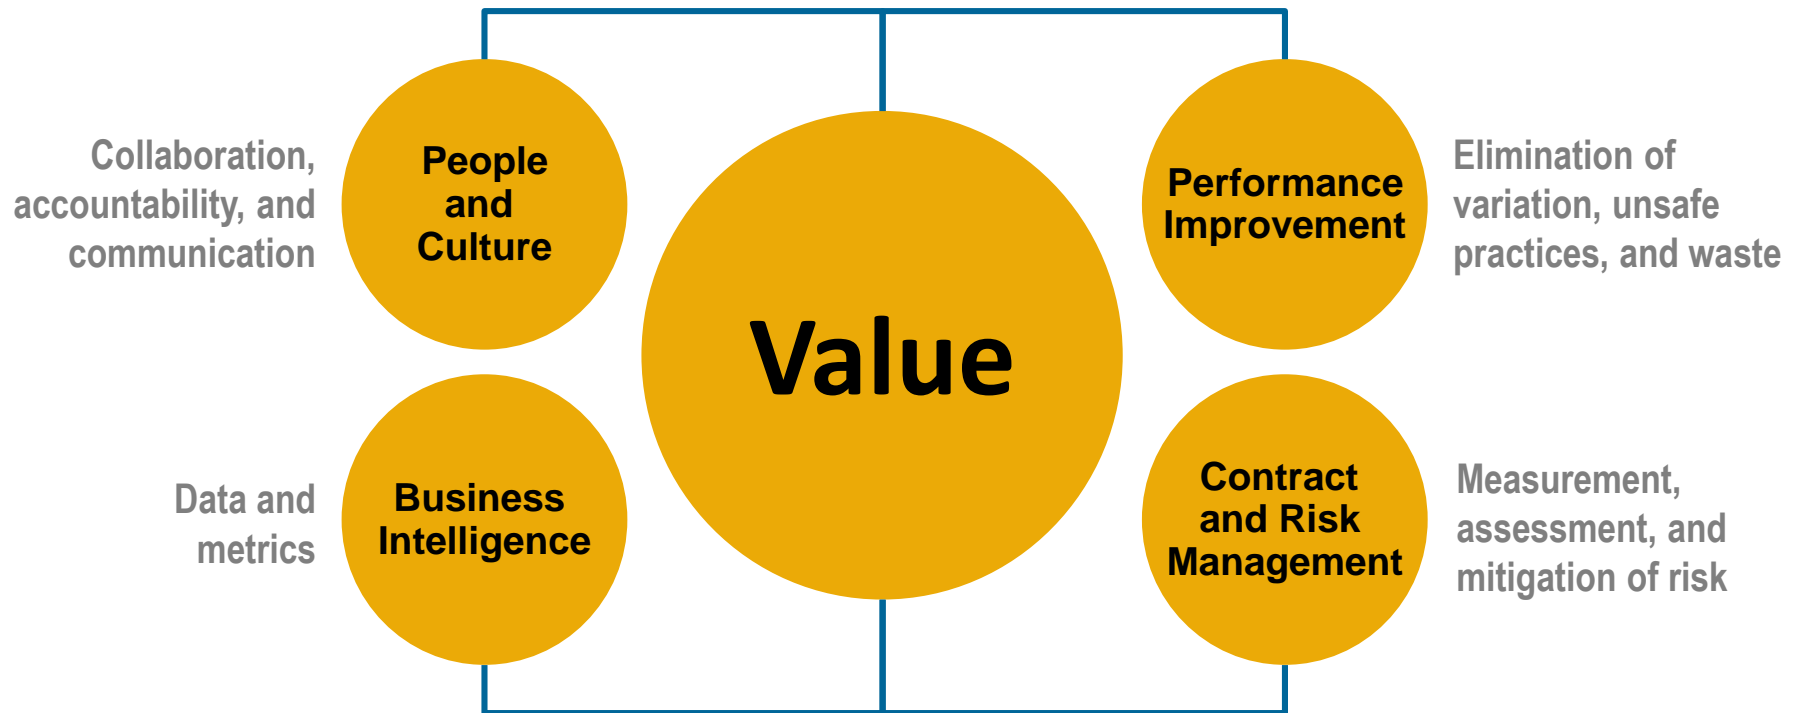 Collaboration,
accountability, and
communication
People
and
Culture
Value
Performance
Improvement
Elimination of
variation, unsafe
practices, and waste
Data and
metrics
Business
Intelligence
Contract
and Risk
Management
Measurement,
assessment, and
mitigation of risk